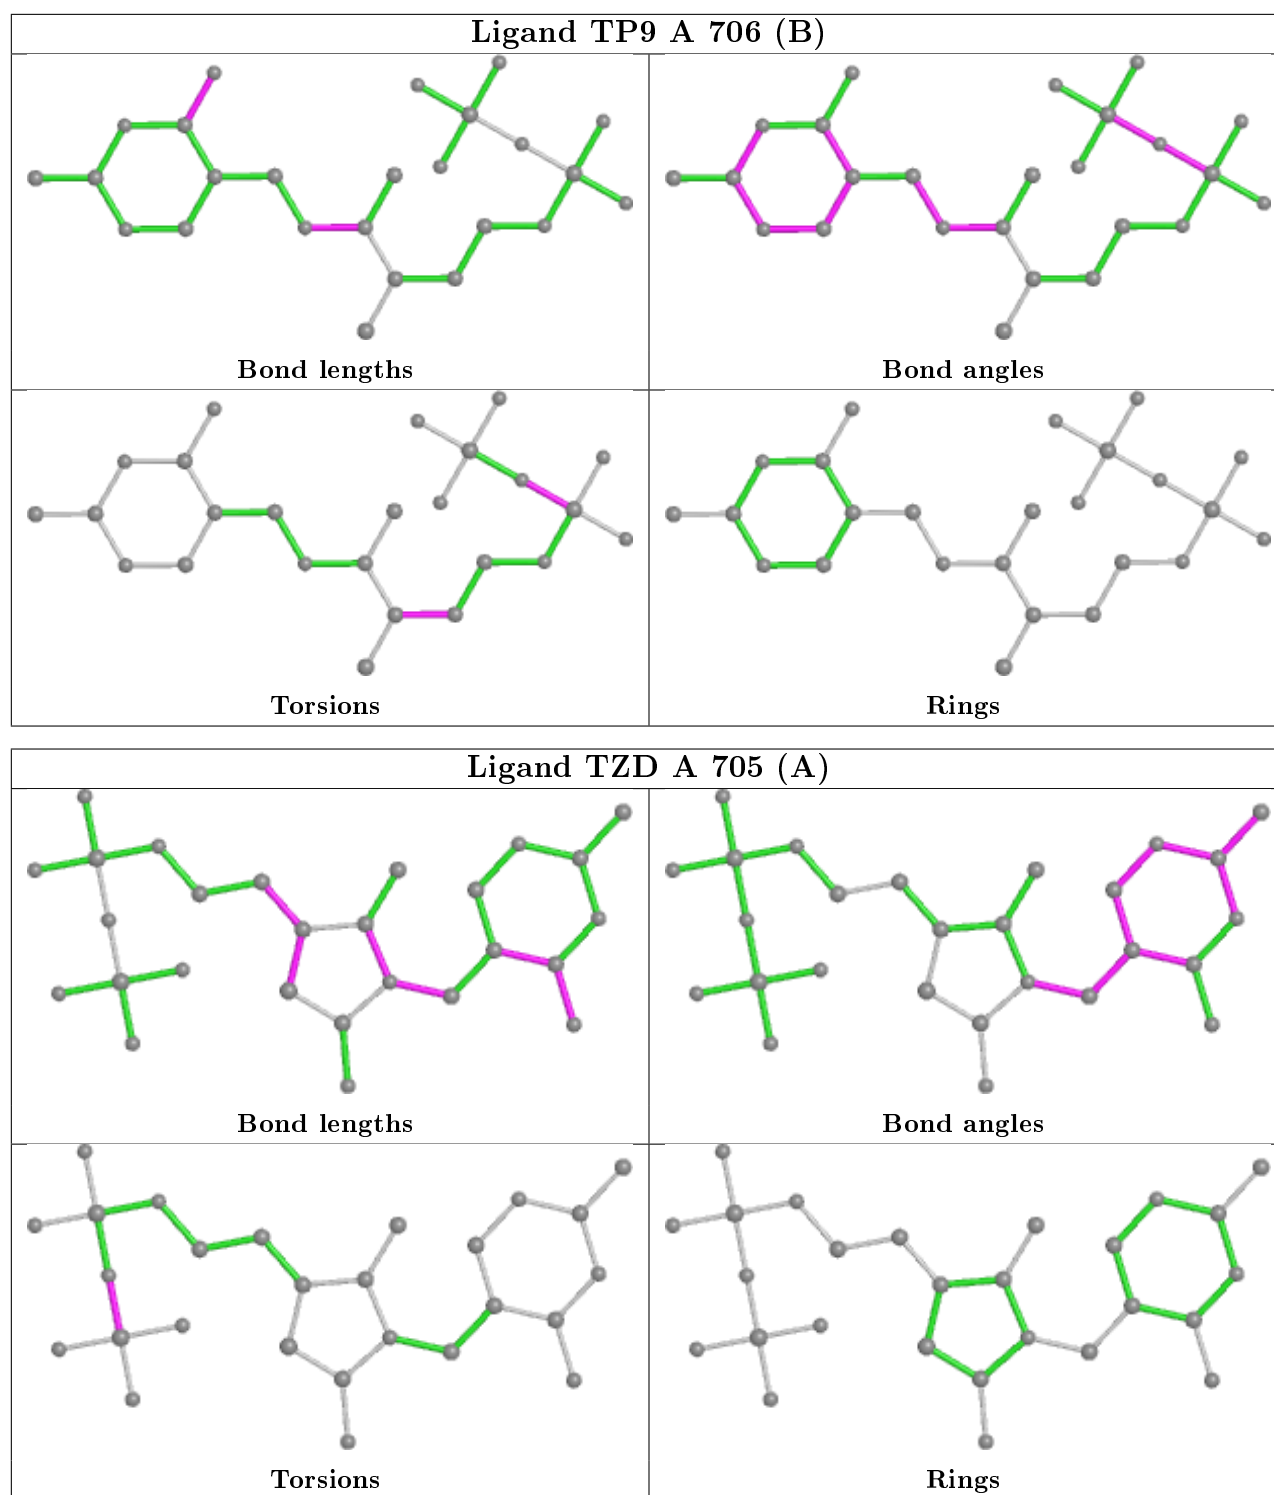 Ligand TP9 A 706 (B)
Bond lengths
Bond angles
Torsions
Rings
Ligand TZD A 705 (A)
Bond lengths
Bond angles
Torsions
Rings